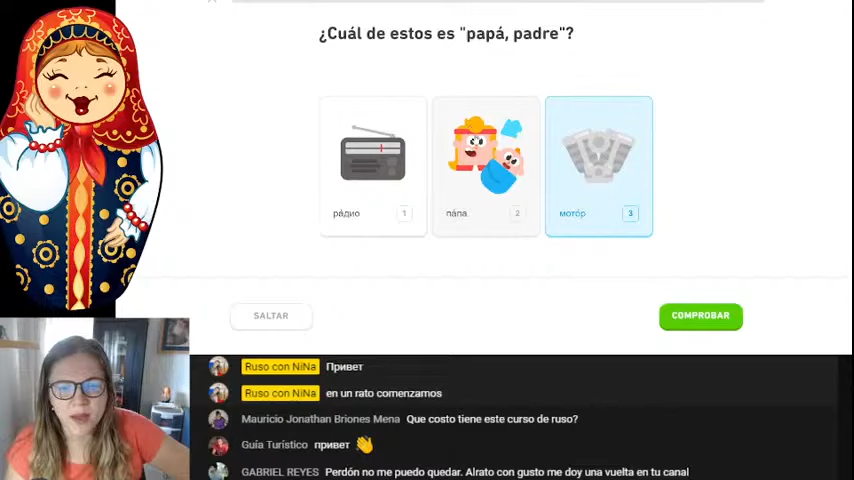 ¿Cuál de estos es "papá, padre"?
ра́дио 1
па́па 2
мото́р 3
SALTAR
COMPROBAR
Ruso con NiNa Привет
Ruso con NiNa en un rato comenzamos
Mauricio Jonathan Briones Mena Que costo tiene este curso de ruso?
Guía Turístico привет 👋
GABRIEL REYES Perdón no me puedo quedar. Alrato con gusto me doy una vuelta en tu canal